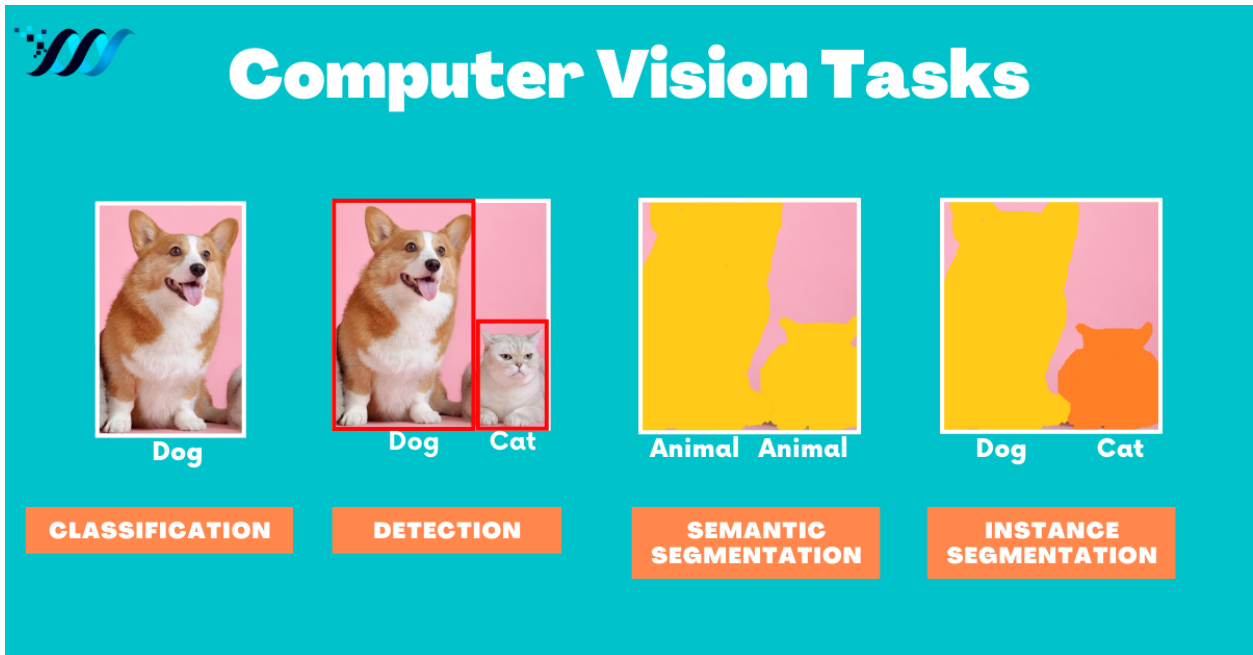 Computer Vision Tasks
Dog
Dog Cat
Animal Animal
Dog Cat
CLASSIFICATION
DETECTION
SEMANTIC
SEGMENTATION
INSTANCE
SEGMENTATION